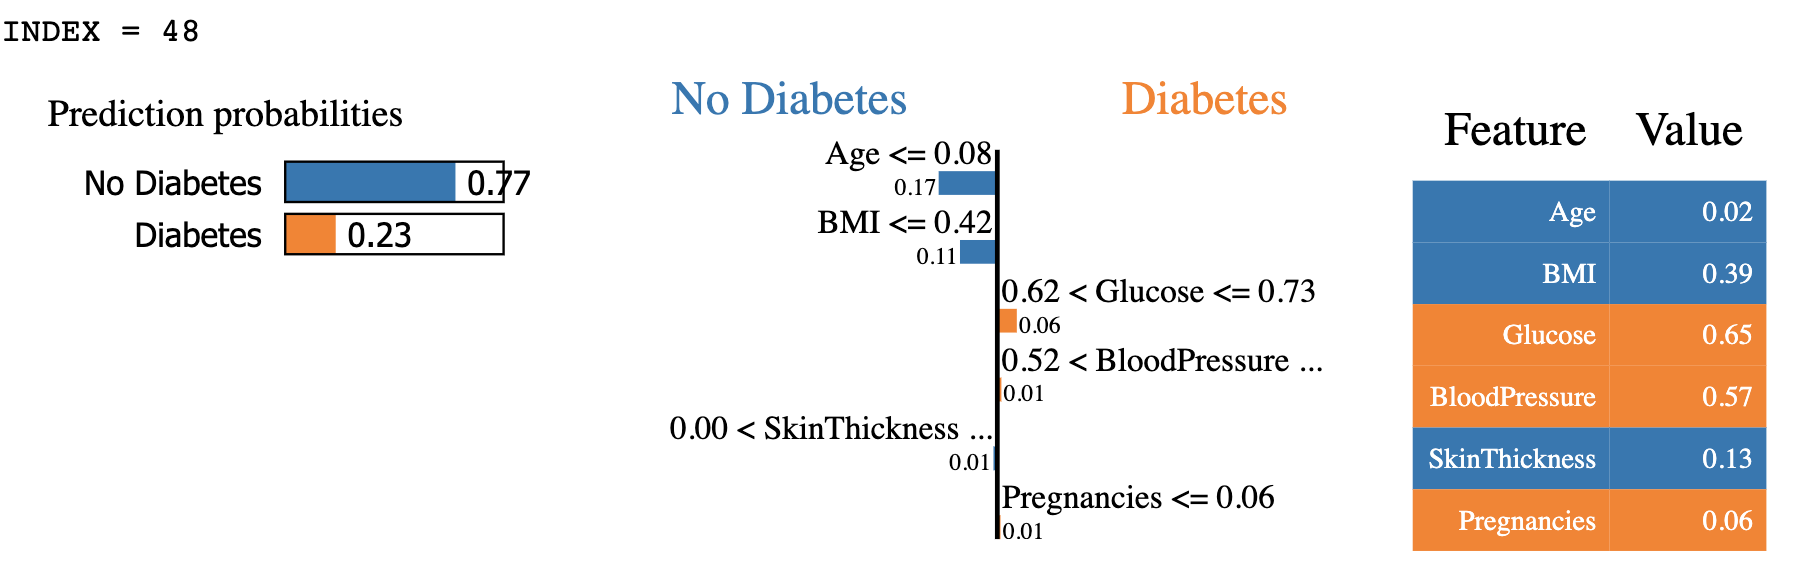 INDEX = 48
Prediction probabilities
No Diabetes 0.77
Diabetes 0.23
No Diabetes Diabetes
Age <= 0.08
0.17
BMI <= 0.42
0.11
0.62 < Glucose <= 0.73
0.06
0.52 < BloodPressure ...
0.01
0.00 < SkinThickness ...
0.01
Pregnancies <= 0.06
0.01
Feature Value
Age 0.02
BMI 0.39
Glucose 0.65
BloodPressure 0.57
SkinThickness 0.13
Pregnancies 0.06